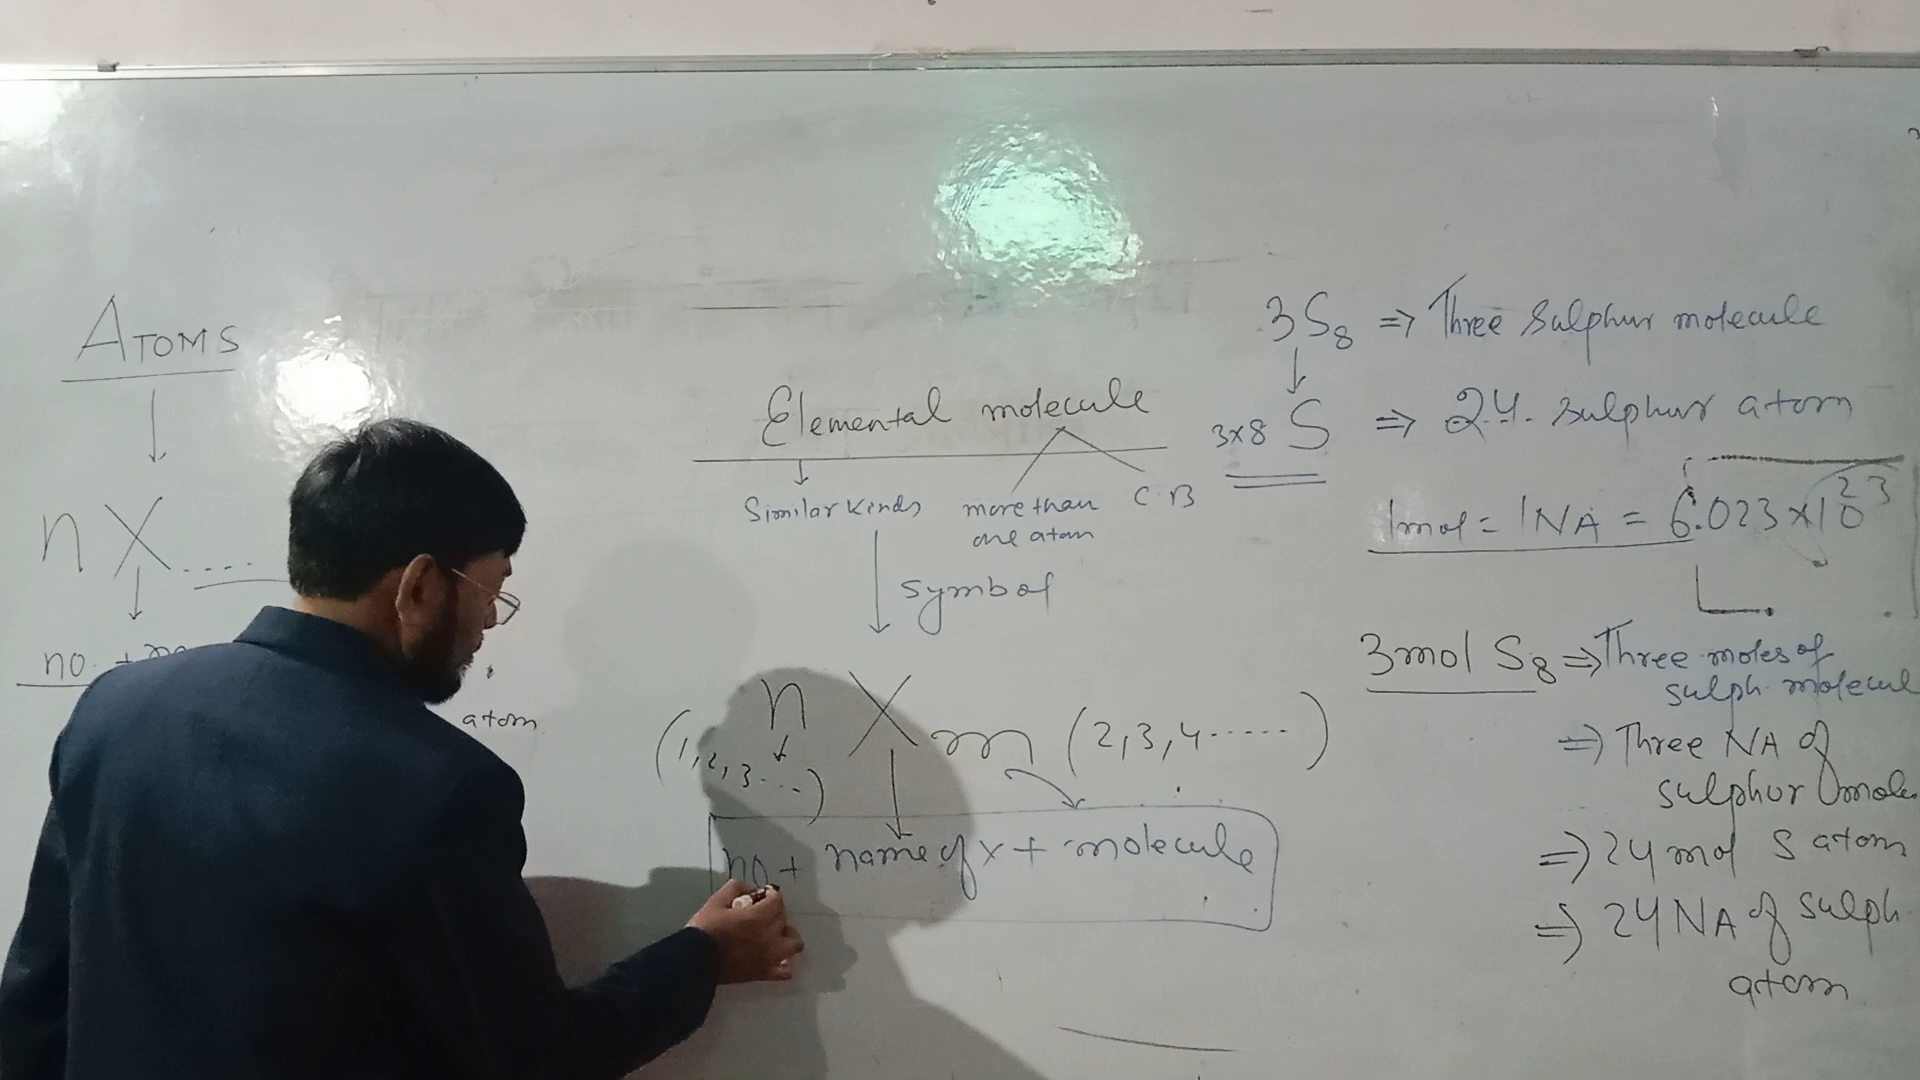 ATOMS
nX.....
no. + na
atom
Elemental molecule
Similar kinds
more than
one atom
C.B
symbol
n X m (2,3,4......)
(1,2,3....)
no + name of x + molecule
3S8 => Three Sulphur molecule
3x8 S => 24. Sulphur atom
1mol = 1NA = 6.023x10^23
3mol S8 => Three moles of
sulph. molecul
=> Three NA of
sulphur mole
=> 24 mol S atom
=> 24 NA of sulph
atom